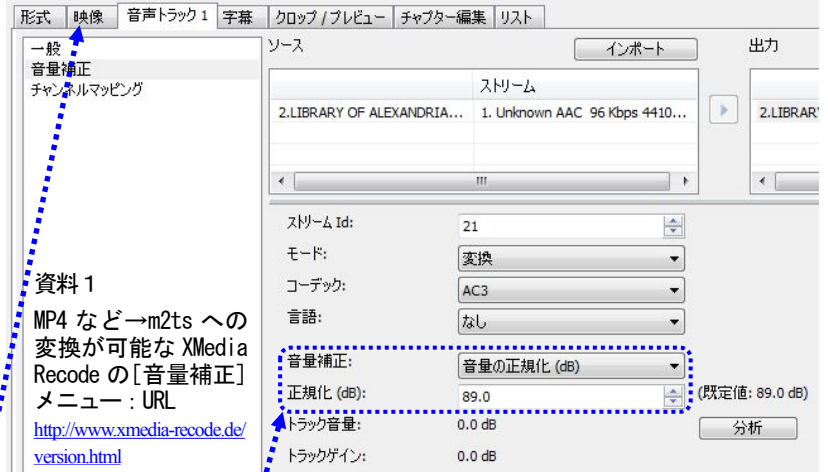 形式 映像 音声トラック 1 字幕 クロップ / プレビュー チャプター編集 リスト
一般
音量補正
チャンネルマッピング
ソース インポート 出力
ストリーム
2.LIBRARY OF ALEXANDRIA... 1. Unknown AAC 96 Kbps 4410... 2.LIBRARY
ストリーム Id: 21
モード: 変換
コーデック: AC3
言語: なし
音量補正: 音量の正規化 (dB)
正規化 (dB): 89.0 (既定値: 89.0 dB)
トラック音量: 0.0 dB 分析
トラックゲイン: 0.0 dB
資料1
MP4 など→m2ts への
変換が可能な XMedia
Recode の[音量補正]
メニュー:URL
http://www.xmedia-recode.de/
version.html